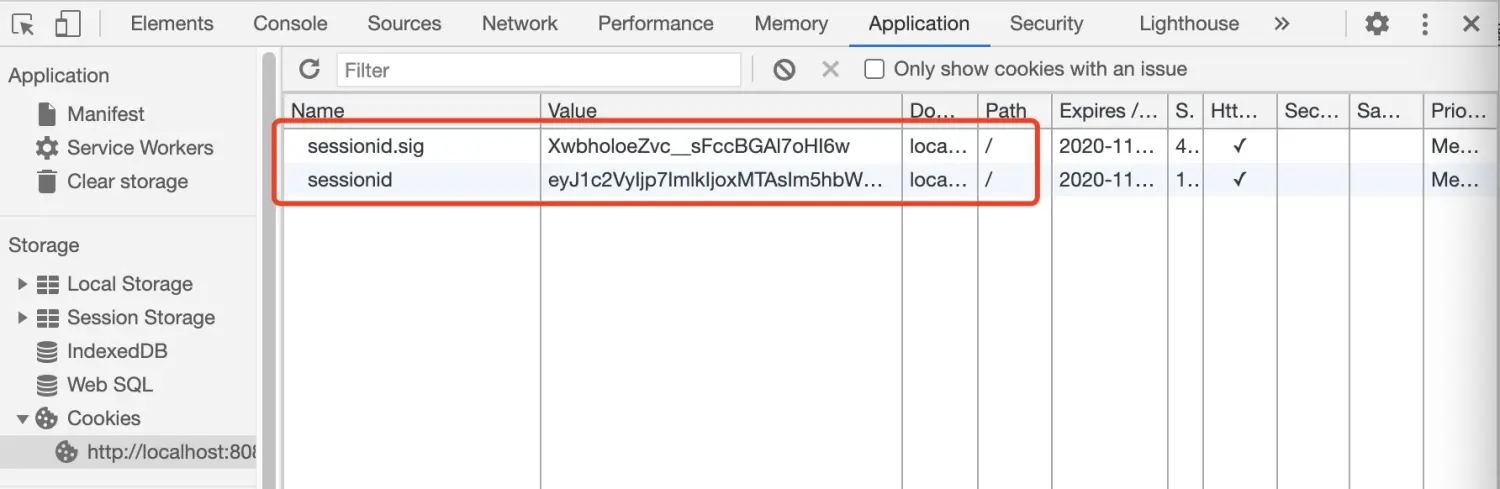 Elements Console Sources Network Performance Memory Application Security Lighthouse »
Application
Manifest
Service Workers
Clear storage
Storage
Local Storage
Session Storage
IndexedDB
Web SQL
Cookies
http://localhost:808
Filter Only show cookies with an issue
Name Value Do... Path Expires /... S. Htt... Sec... Sa... Prio...
sessionid.sig XwbholoeZvc__sFccBGAl7oHI6w loca... / 2020-11... 4.. ✓ Me...
sessionid eyJ1c2VyIjp7ImlkIjoxMTAsIm5hbW... loca... / 2020-11... 1.. ✓ Me...